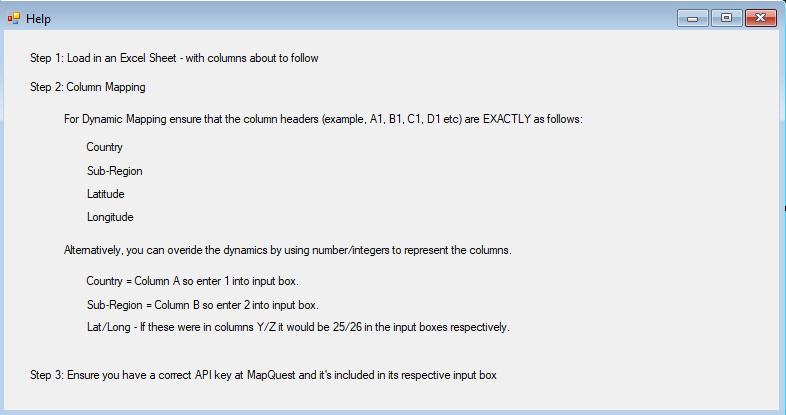 Help
Step 1: Load in an Excel Sheet - with columns about to follow
Step 2: Column Mapping
For Dynamic Mapping ensure that the column headers (example, A1, B1, C1, D1 etc) are EXACTLY as follows:
Country
Sub-Region
Latitude
Longitude
Alternatively, you can overide the dynamics by using number/integers to represent the columns.
Country = Column A so enter 1 into input box.
Sub-Region = Column B so enter 2 into input box.
Lat/Long - If these were in columns Y/Z it would be 25/26 in the input boxes respectively.
Step 3: Ensure you have a correct API key at MapQuest and it's included in its respective input box